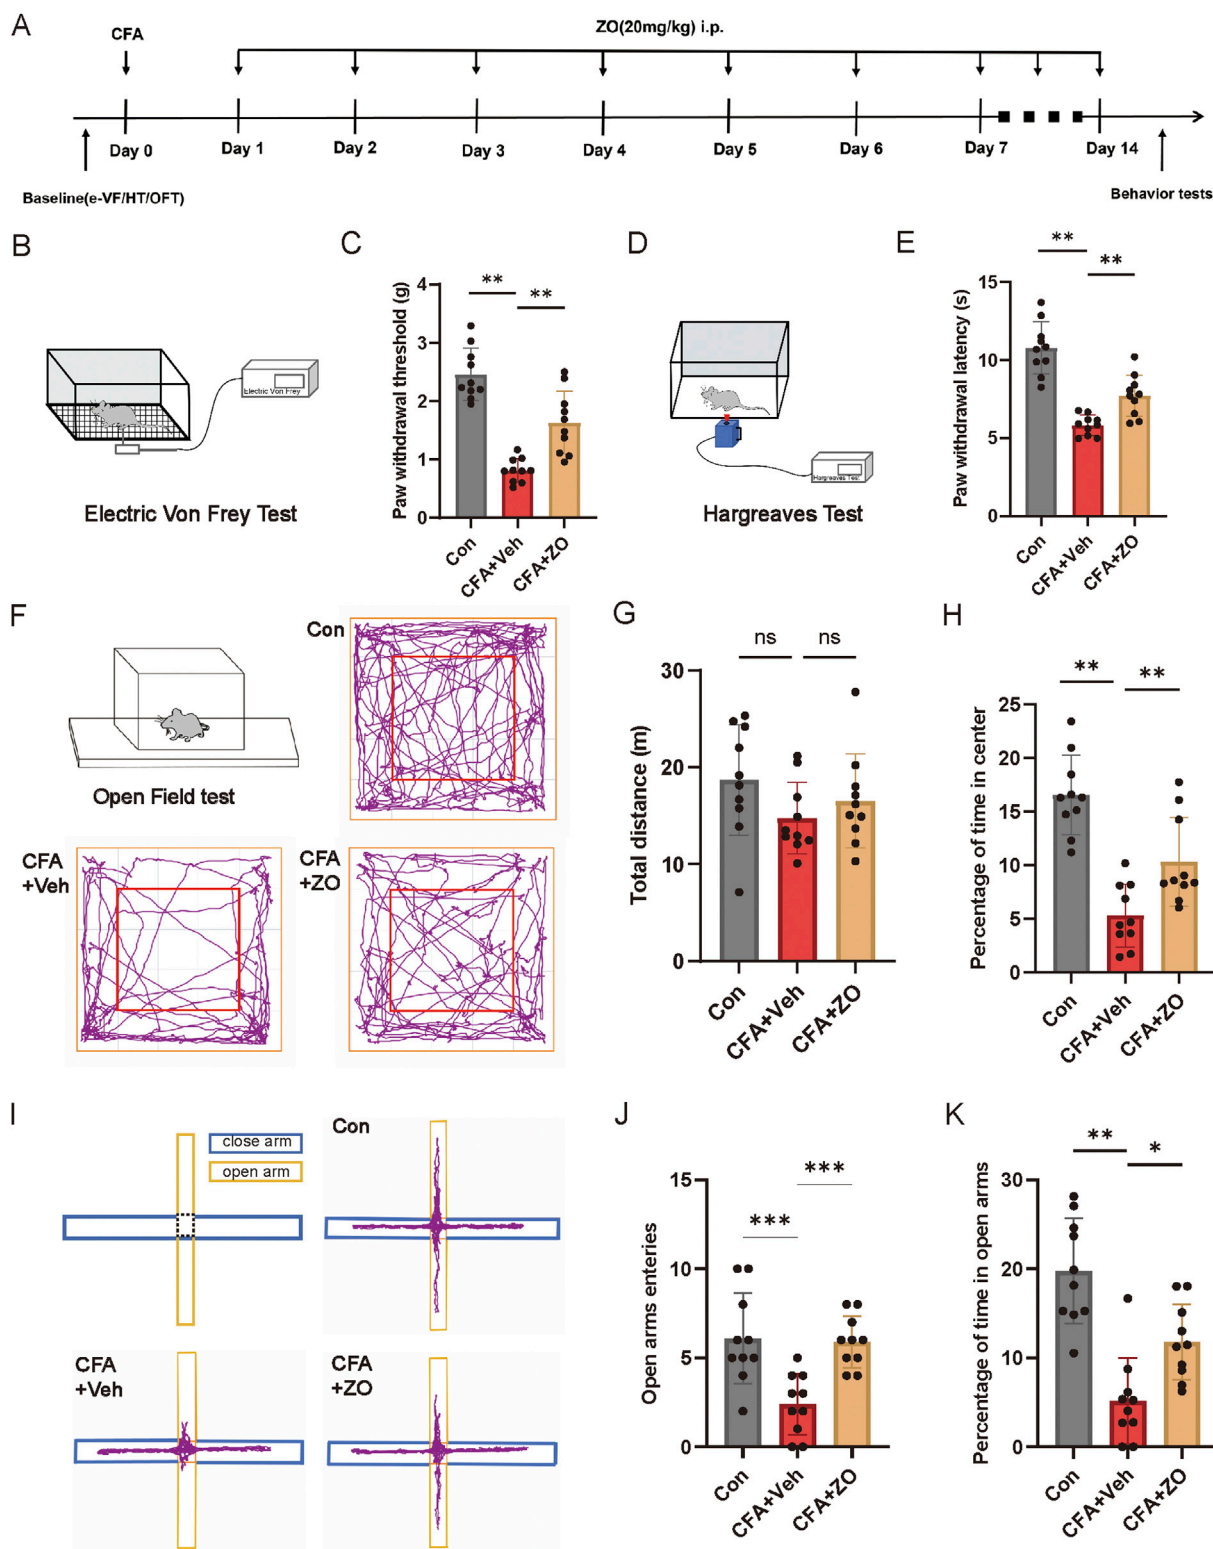 A
CFA
ZO(20mg/kg) i.p.
Day 0 Day 1 Day 2 Day 3 Day 4 Day 5 Day 6 Day 7 Day 14
Baseline(e-VF/HT/OFT)
Behavior tests
B
Electric Von Frey
Electric Von Frey Test
C
Paw withdrawal threshold (g)
4
3
2
1
0
** **
Con CFA+Veh CFA+ZO
D
Hargreaves Test
Hargreaves Test
E
Paw withdrawal latency (s)
15
10
5
0
** **
Con CFA+Veh CFA+ZO
F
Open Field test
Con
CFA
+Veh
CFA
+ZO
G
Total distance (m)
30
20
10
0
ns ns
Con CFA+Veh CFA+ZO
H
Percentage of time in center
25
20
15
10
5
0
** **
Con CFA+Veh CFA+ZO
I
close arm
open arm
Con
CFA
+Veh
CFA
+ZO
J
Open arms enteries
15
10
5
0
*** ***
Con CFA+Veh CFA+ZO
K
Percentage of time in open arms
30
20
10
0
** *
Con CFA+Veh CFA+ZO